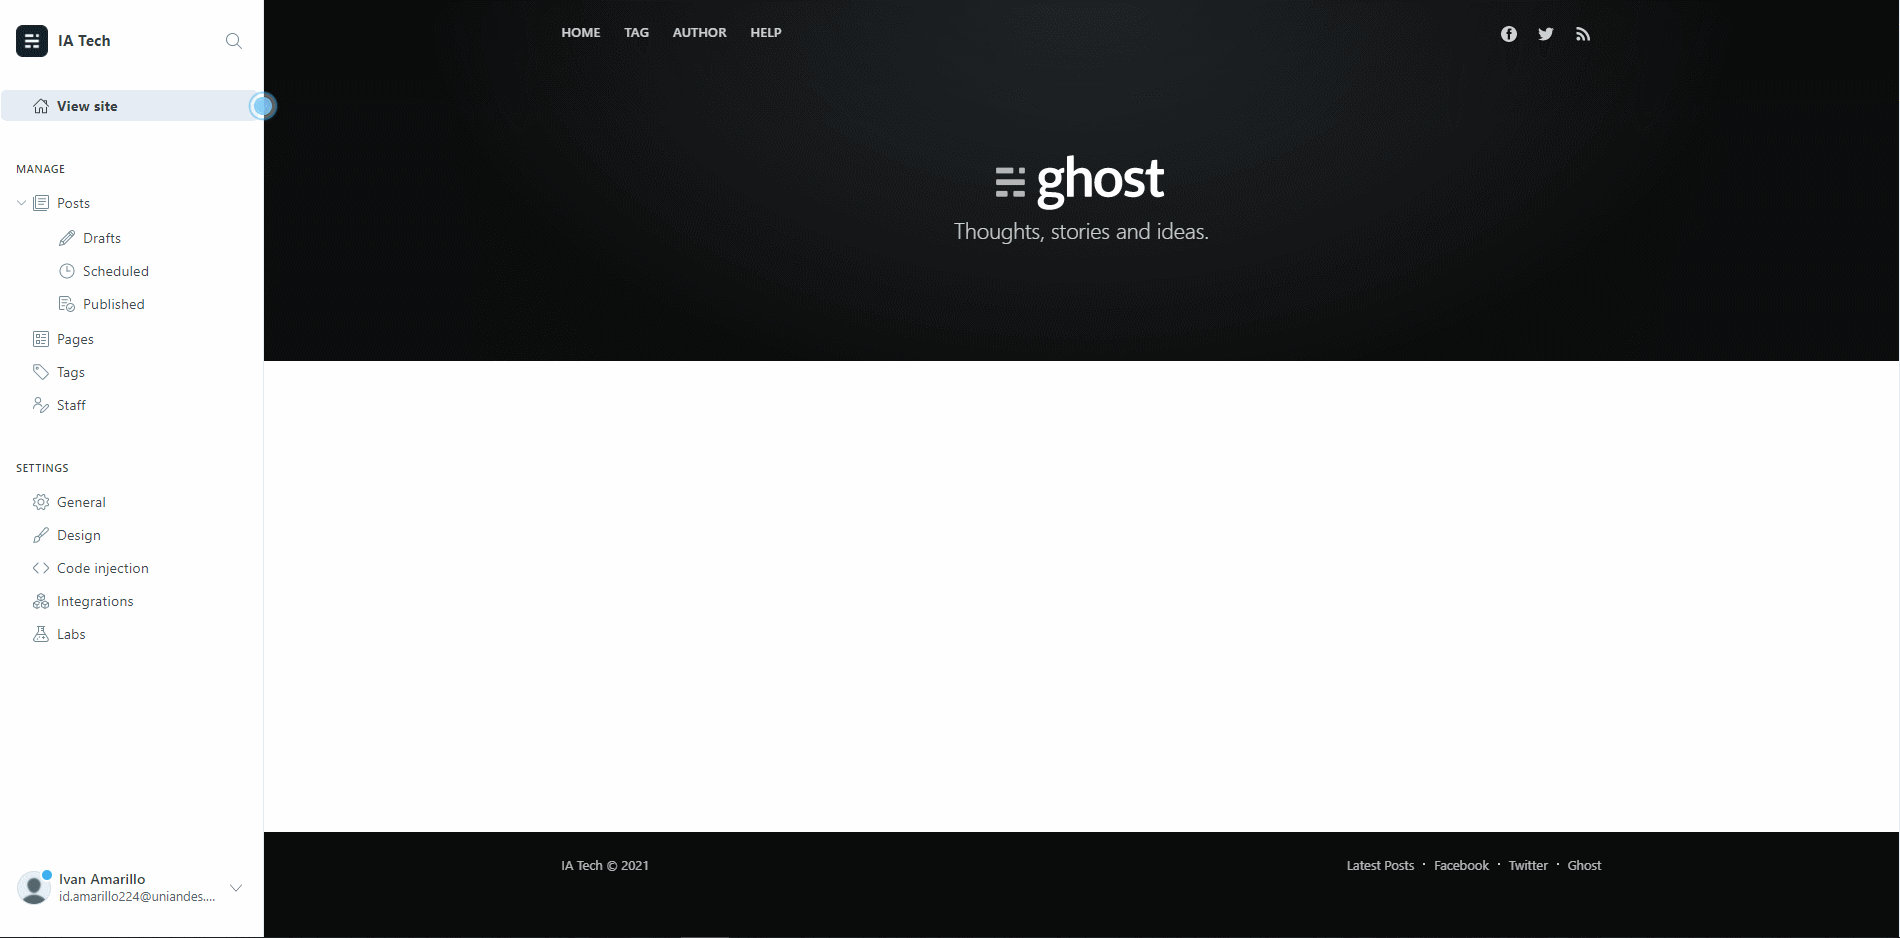 IA Tech
View site
MANAGE
Posts
Drafts
Scheduled
Published
Pages
Tags
Staff
SETTINGS
General
Design
Code injection
Integrations
Labs
Ivan Amarillo
id.amarillo224@uniandes....
HOME TAG AUTHOR HELP
ghost
Thoughts, stories and ideas.
IA Tech © 2021
Latest Posts · Facebook · Twitter · Ghost